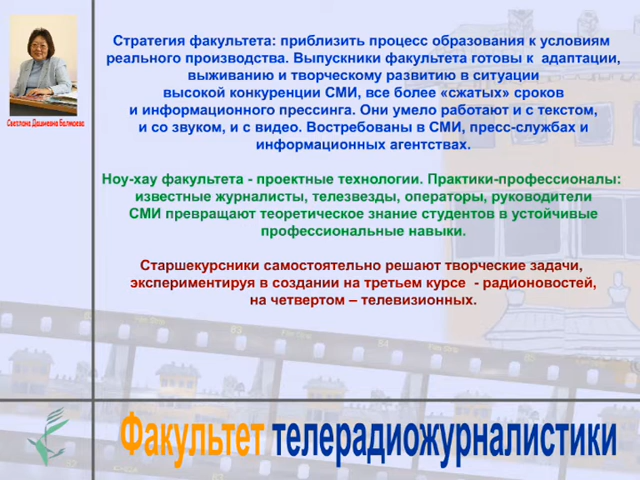 Стратегия факультета: приблизить процесс образования к условиям
реального производства. Выпускники факультета готовы к адаптации,
выживанию и творческому развитию в ситуации
высокой конкуренции СМИ, все более «сжатых» сроков
и информационного прессинга. Они умело работают и с текстом,
и со звуком, и с видео. Востребованы в СМИ, пресс-службах и
информационных агентствах.
Ноу-хау факультета - проектные технологии. Практики-профессионалы:
известные журналисты, телезвезды, операторы, руководители
СМИ превращают теоретическое знание студентов в устойчивые
профессиональные навыки.
Старшекурсники самостоятельно решают творческие задачи,
экспериментируя в создании на третьем курсе - радионовостей,
на четвертом – телевизионных.
Факультет телерадиожурналистики